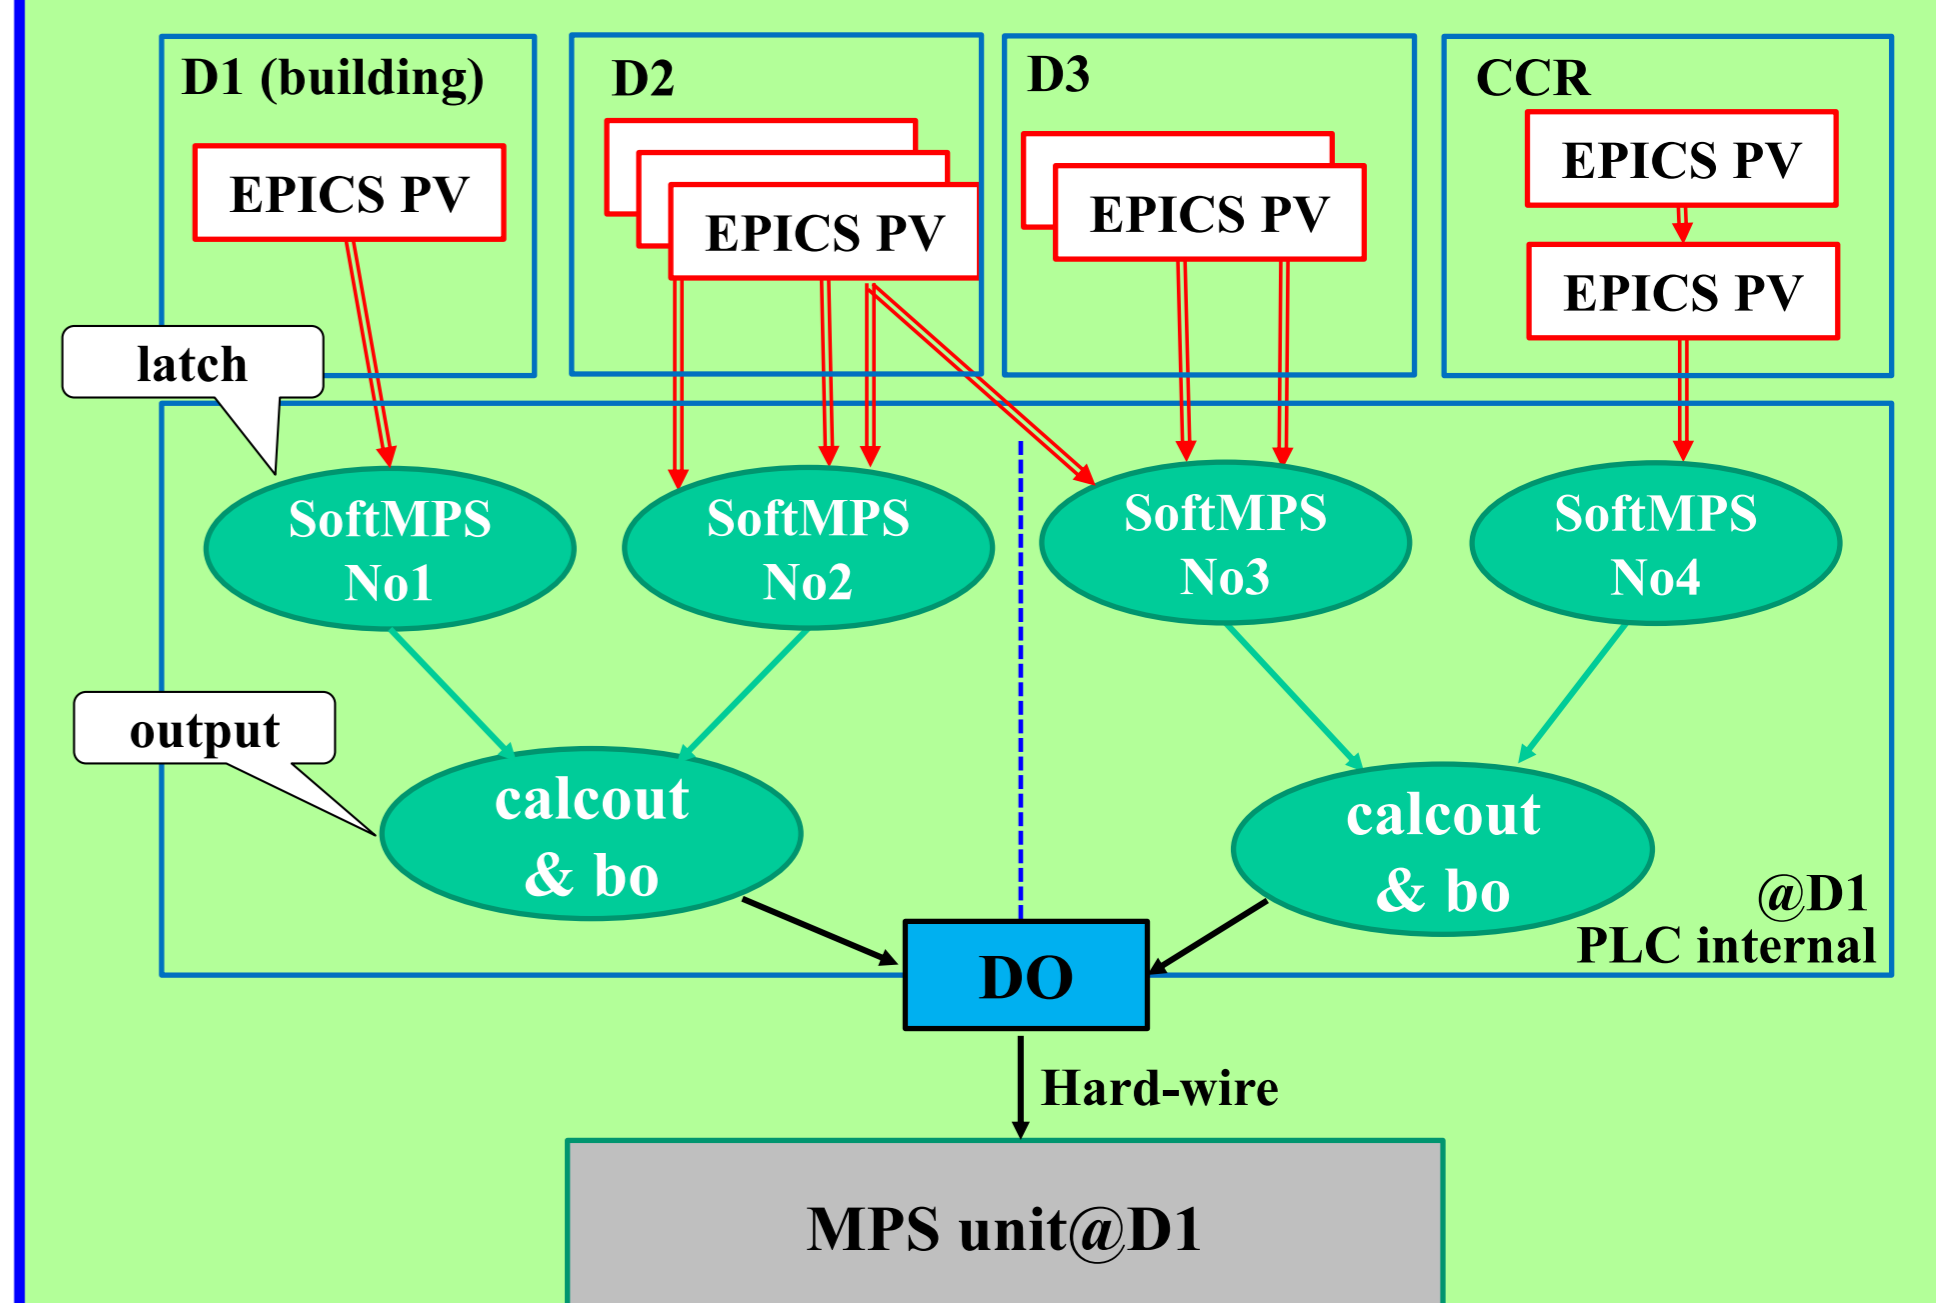 D1 (building)
D2
D3
CCR
EPICS PV
EPICS PV
EPICS PV
EPICS PV
EPICS PV
latch
SoftMPS
No1
SoftMPS
No2
SoftMPS
No3
SoftMPS
No4
output
calcout
& bo
calcout
& bo
@D1
PLC internal
DO
Hard-wire
MPS unit@D1